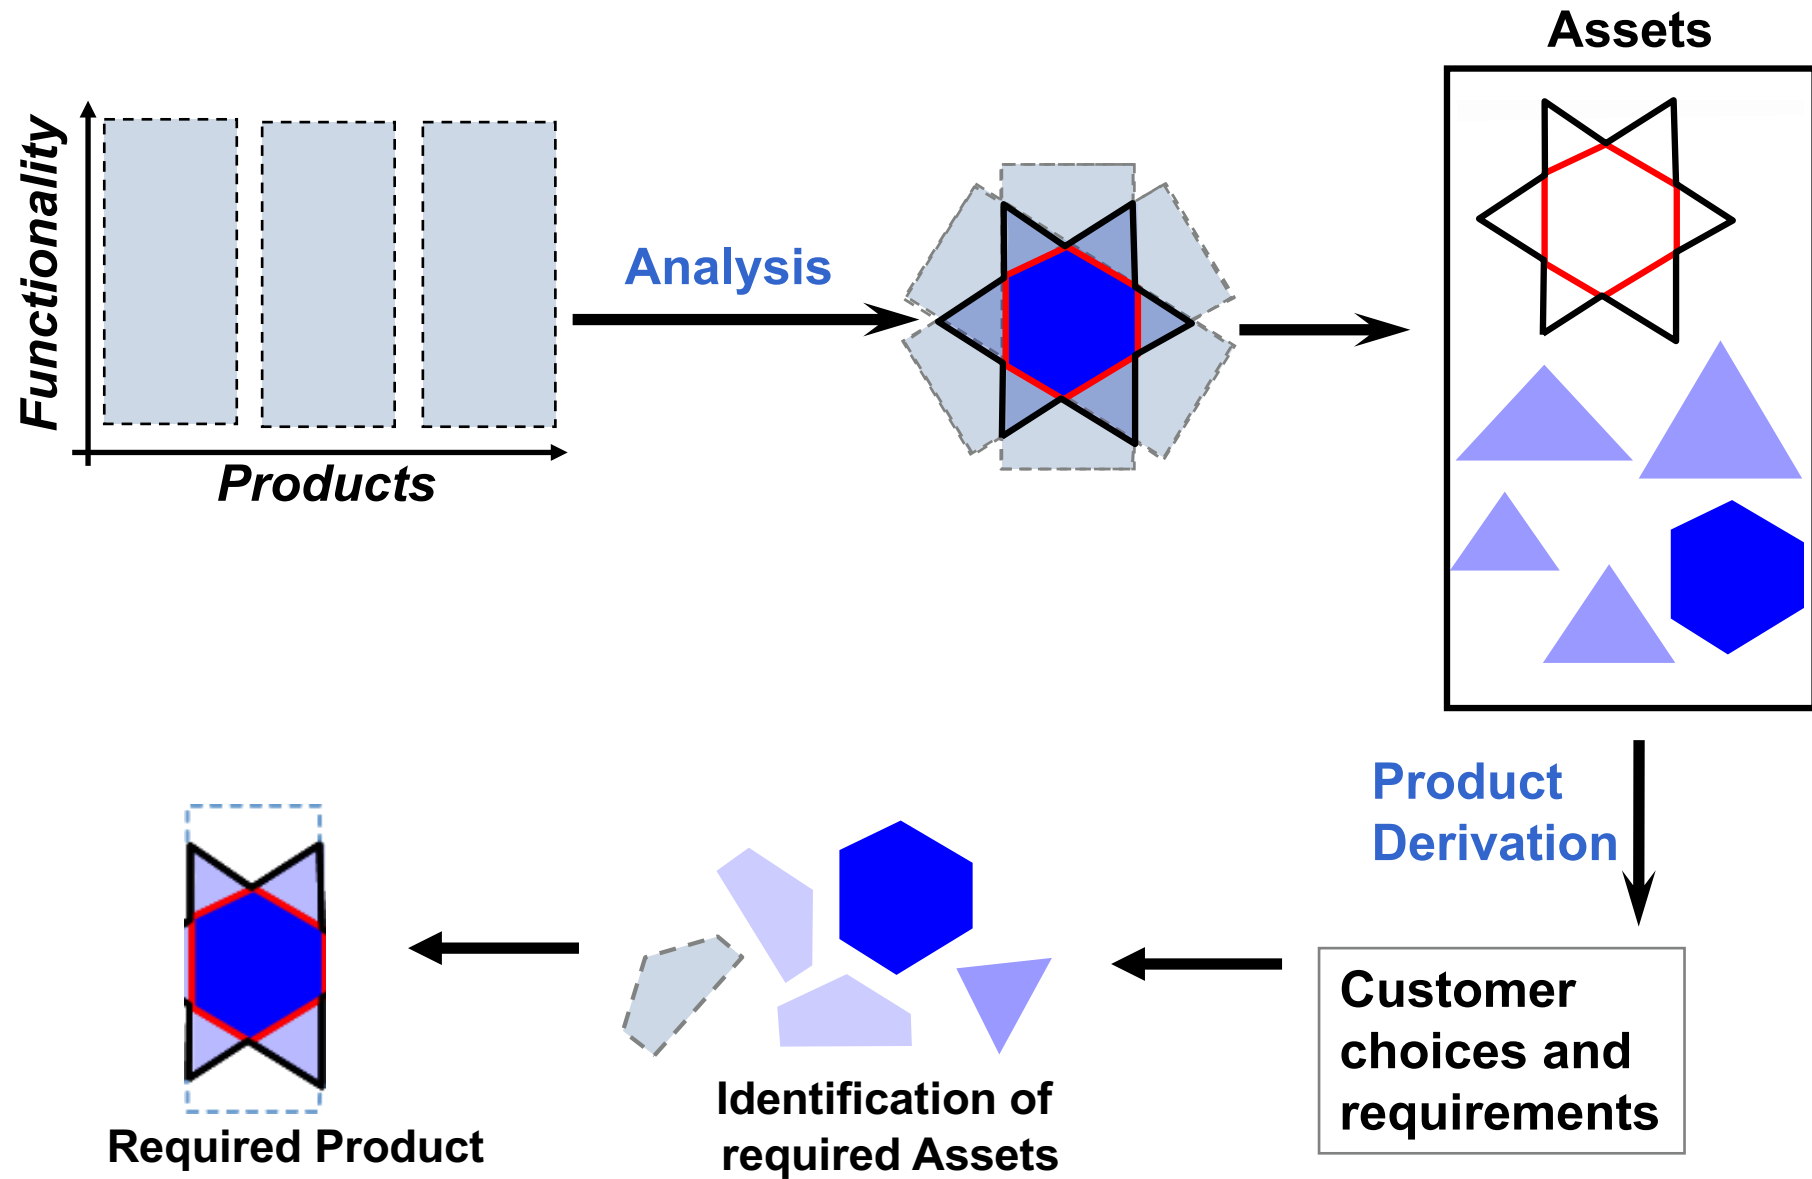 Assets
Functionality
Products
Analysis
Product
Derivation
Customer
choices and
requirements
Identification of
required Assets
Required Product